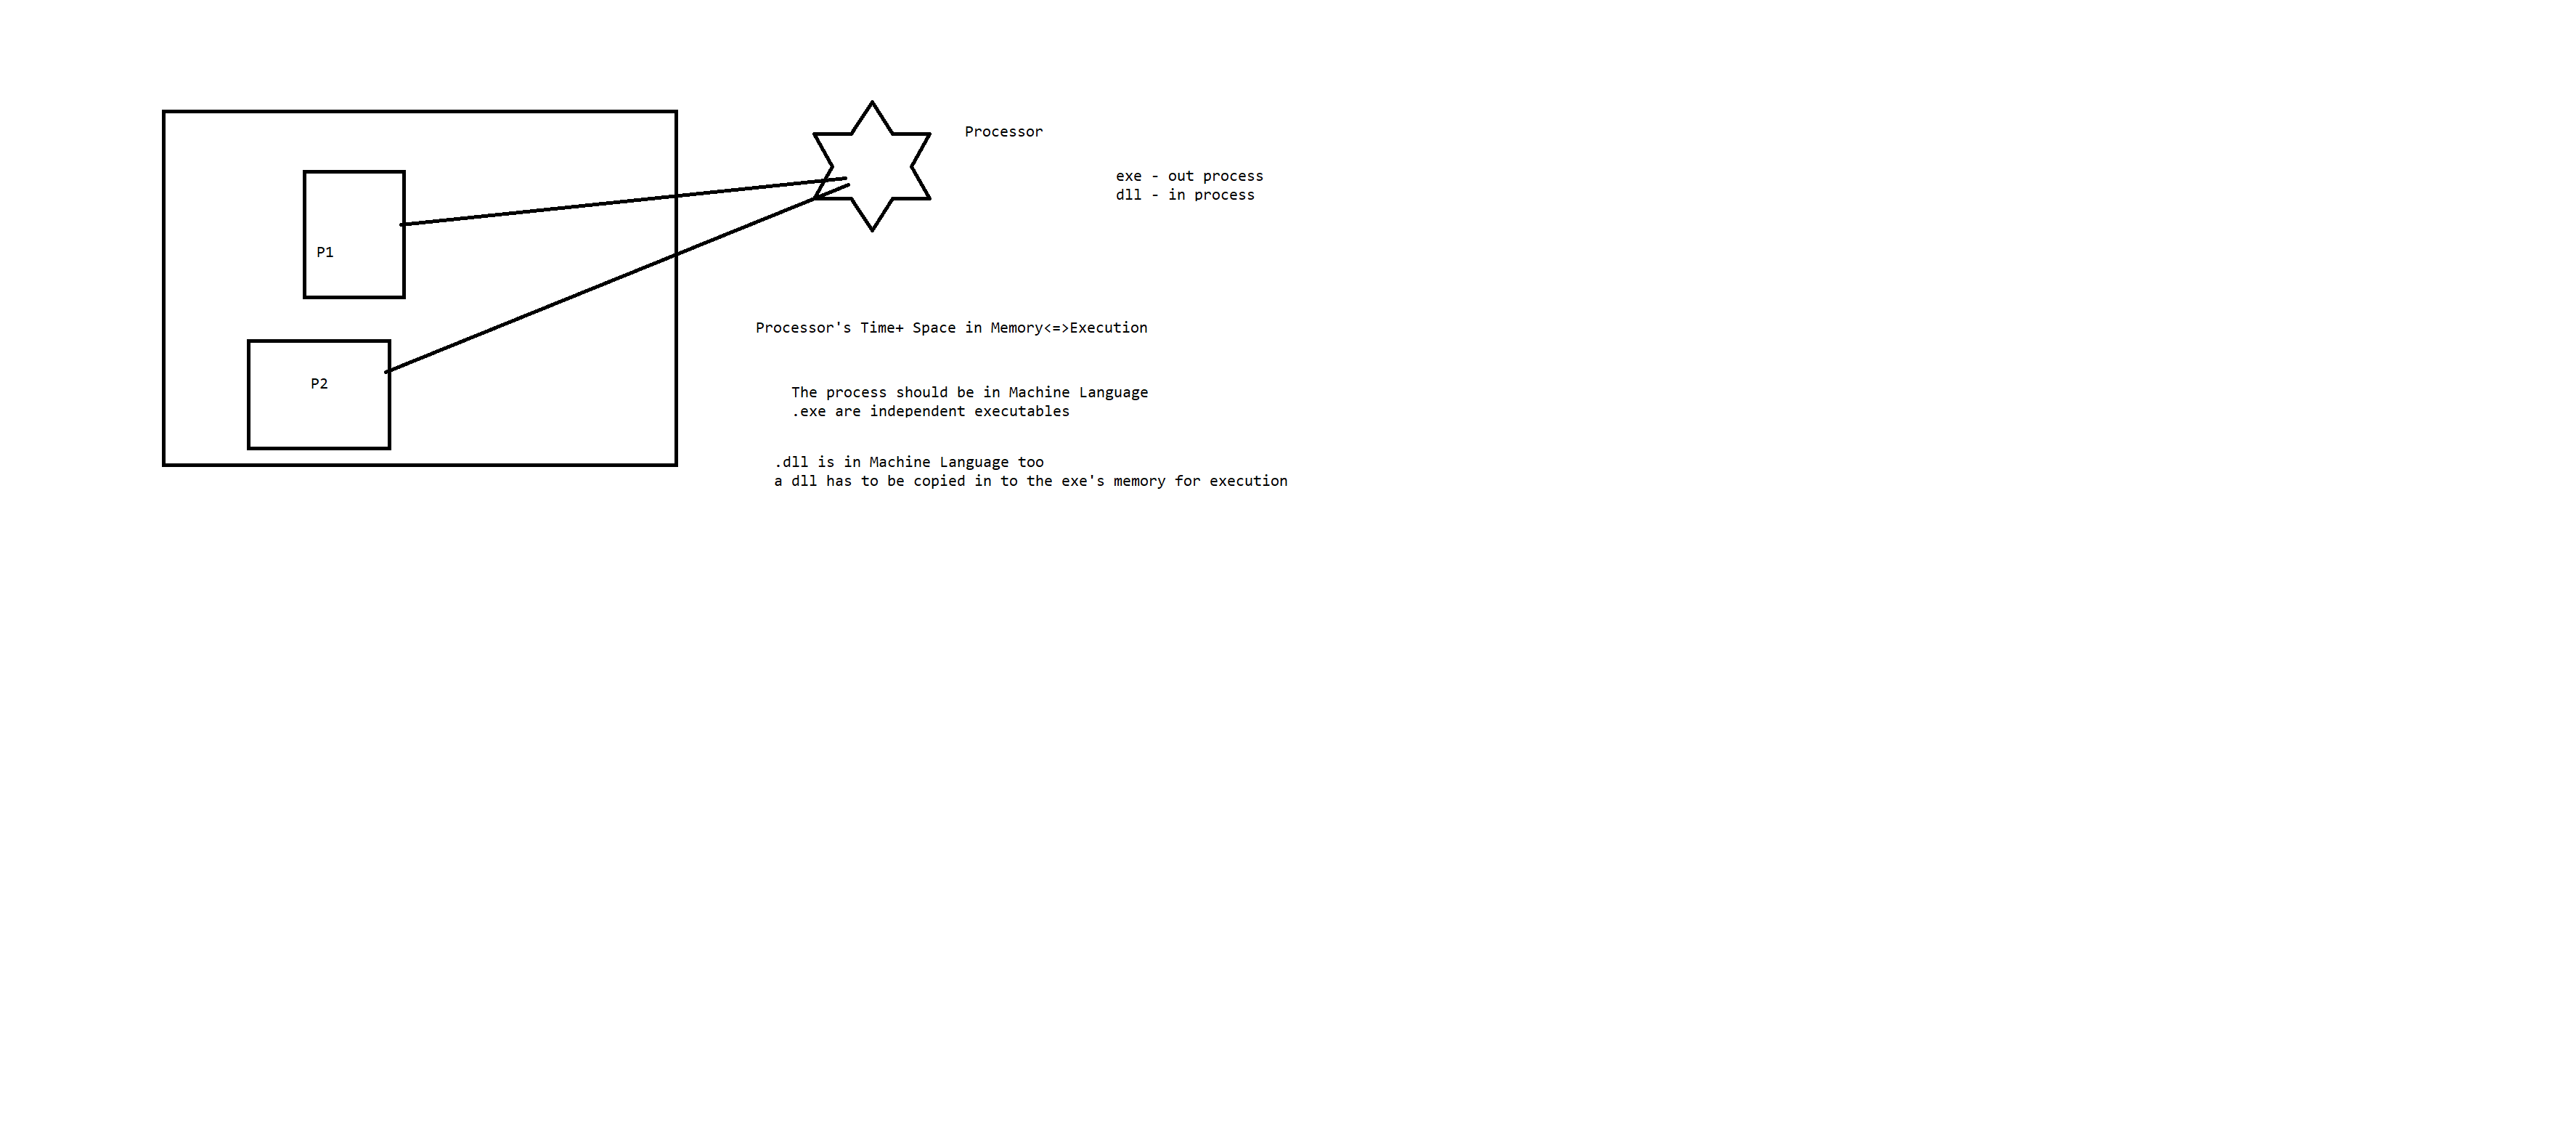 Processor
exe - out process
dll - in process
P1
Processor's Time+ Space in Memory<=>Execution
P2
The process should be in Machine Language
.exe are independent executables
.dll is in Machine Language too
a dll has to be copied in to the exe's memory for execution